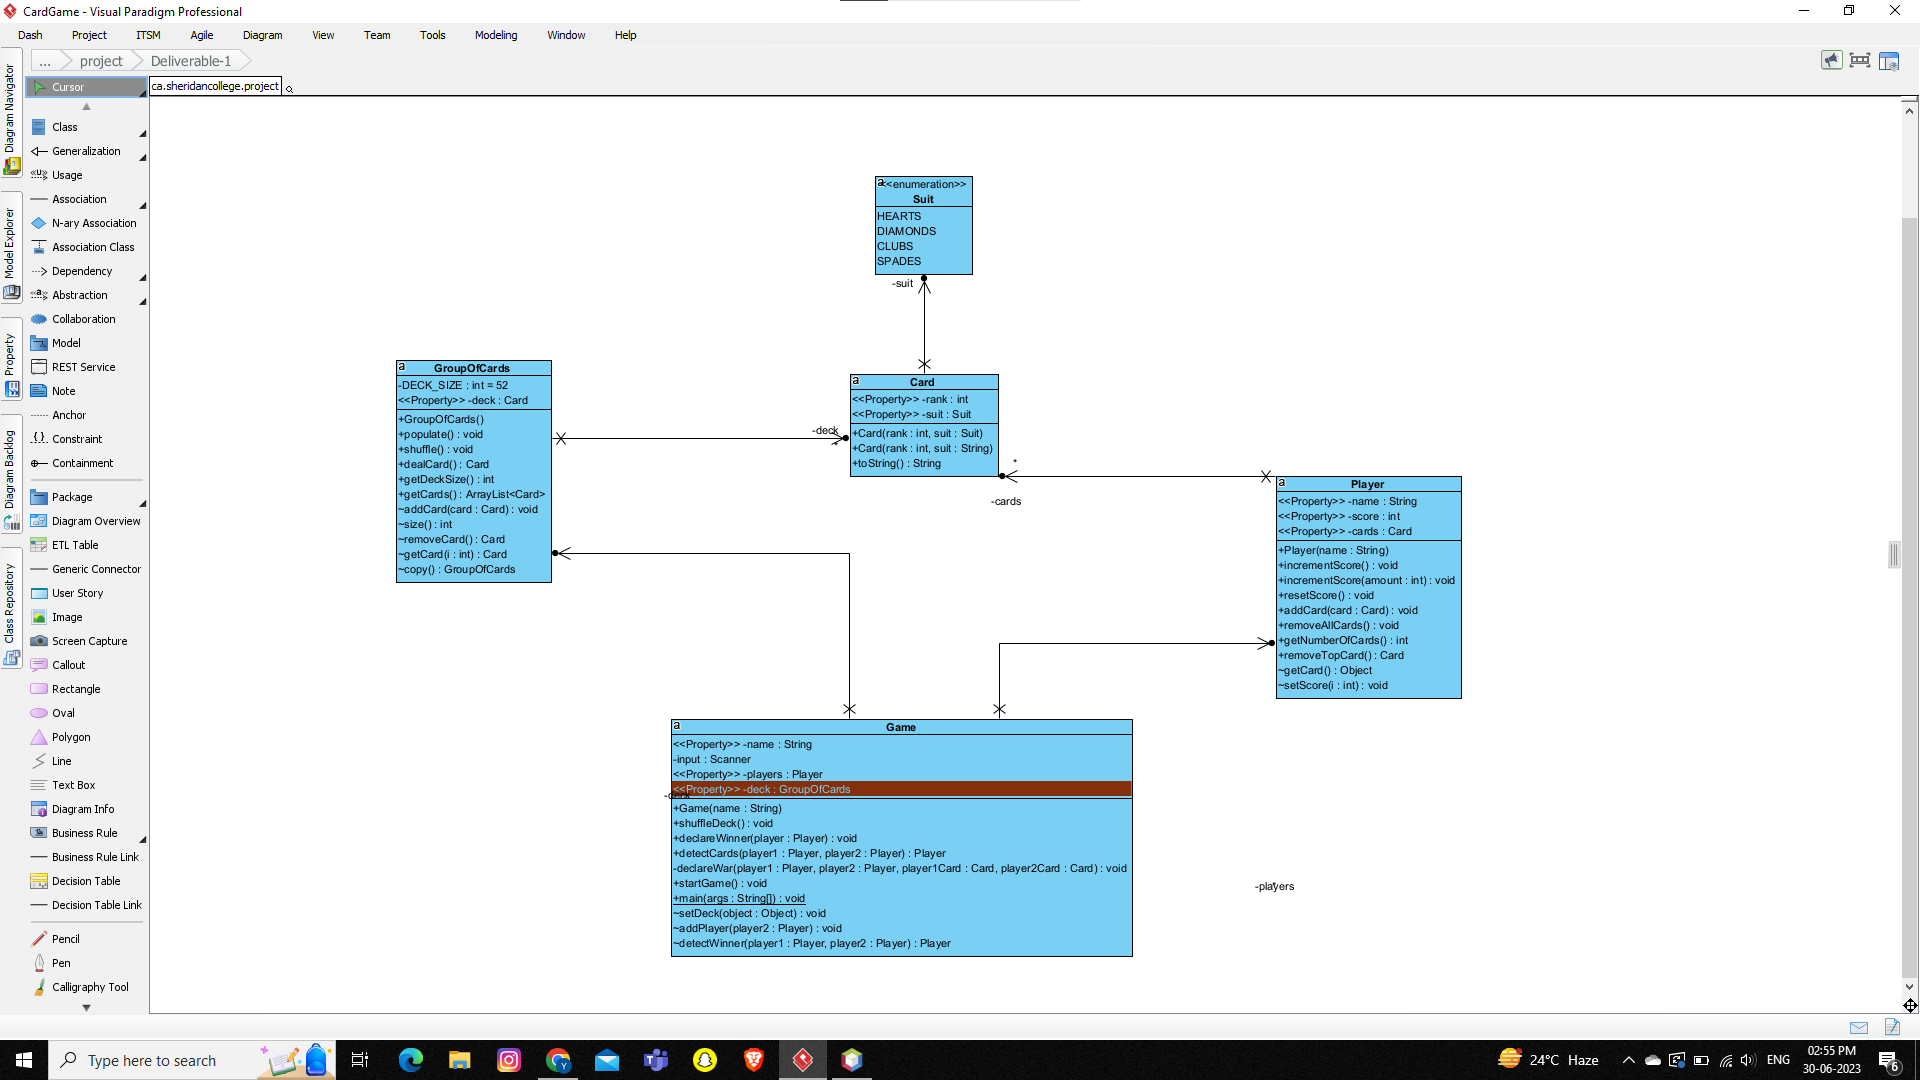 CardGame - Visual Paradigm Professional
Dash Project ITSM Agile Diagram View Team Tools Modeling Window Help
... project Deliverable-1
Diagram Navigator
Model Explorer
Property
Diagram Backlog
Class Repository
Cursor
Class
Generalization
Usage
Association
N-ary Association
Association Class
Dependency
Abstraction
Collaboration
Model
REST Service
Note
Anchor
Constraint
Containment
Package
Diagram Overview
ETL Table
Generic Connector
User Story
Image
Screen Capture
Callout
Rectangle
Oval
Polygon
Line
Text Box
Diagram Info
Business Rule
Business Rule Link
Decision Table
Decision Table Link
Pencil
Pen
Calligraphy Tool
ca.sheridancollege.project
a
<<enumeration>>
Suit
HEARTS
DIAMONDS
CLUBS
SPADES
-suit
a
GroupOfCards
-DECK_SIZE : int = 52
<<Property>> -deck : Card
+GroupOfCards()
+populate() : void
+shuffle() : void
+dealCard() : Card
+getDeckSize() : int
+getCards() : ArrayList<Card>
~addCard(card : Card) : void
~size() : int
~removeCard() : Card
~getCard(i : int) : Card
~copy() : GroupOfCards
-deck
*
a
Card
<<Property>> -rank : int
<<Property>> -suit : Suit
+Card(rank : int, suit : Suit)
+Card(rank : int, suit : String)
+toString() : String
*
-cards
a
Player
<<Property>> -name : String
<<Property>> -score : int
<<Property>> -cards : Card
+Player(name : String)
+incrementScore() : void
+incrementScore(amount : int) : void
+resetScore() : void
+addCard(card : Card) : void
+removeAllCards() : void
+getNumberOfCards() : int
+removeTopCard() : Card
~getCard() : Object
~setScore(i : int) : void
a
Game
<<Property>> -name : String
-input : Scanner
<<Property>> -players : Player
<<Property>> -deck : GroupOfCards
-deck
+Game(name : String)
+shuffleDeck() : void
+declareWinner(player : Player) : void
+detectCards(player1 : Player, player2 : Player) : Player
-declareWar(player1 : Player, player2 : Player, player1Card : Card, player2Card : Card) : void
+startGame() : void
+main(args : String[]) : void
~setDeck(object : Object) : void
~addPlayer(player2 : Player) : void
~detectWinner(player1 : Player, player2 : Player) : Player
-players
*
Type here to search
24°C Haze
ENG
02:55 PM
30-06-2023
6